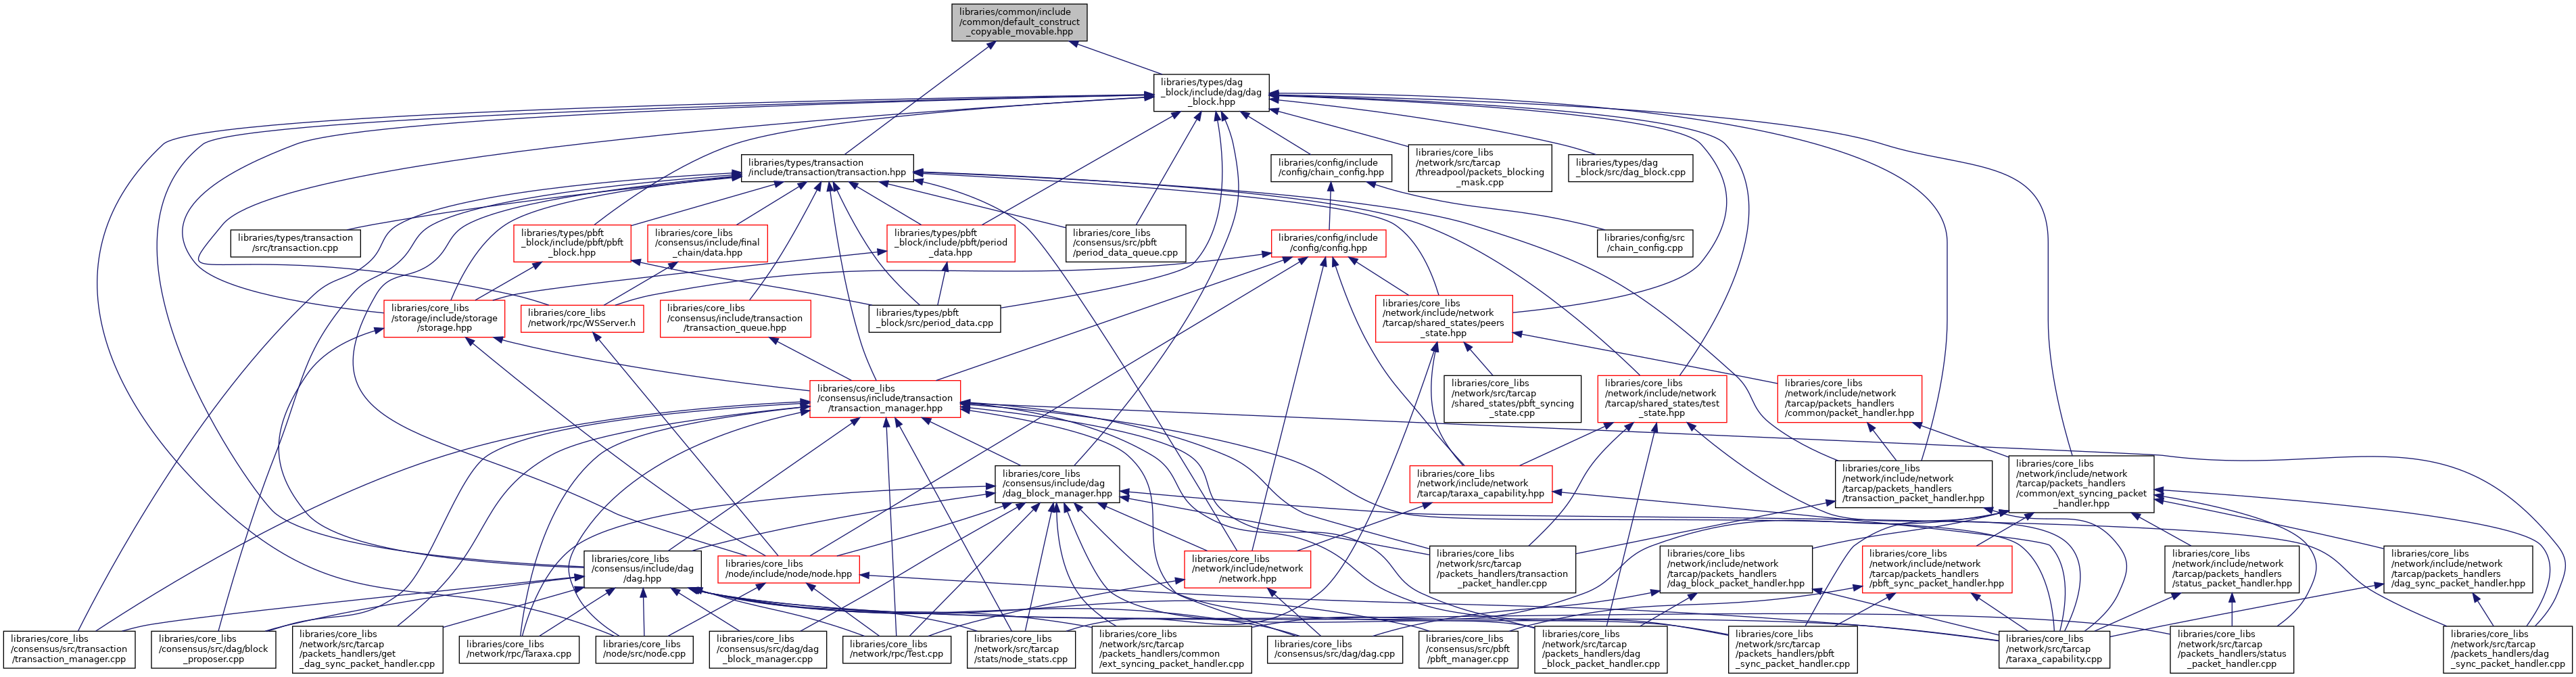 libraries/common/include
/common/default_construct
_copyable_movable.hpp
libraries/types/dag
_block/include/dag/dag
_block.hpp
libraries/types/transaction
/include/transaction/transaction.hpp
libraries/config/include
/config/chain_config.hpp
libraries/core_libs
/network/src/tarcap
/threadpool/packets_blocking
_mask.cpp
libraries/types/dag
_block/src/dag_block.cpp
libraries/types/transaction
/src/transaction.cpp
libraries/types/pbft
_block/include/pbft/pbft
_block.hpp
libraries/core_libs
/consensus/include/final
_chain/data.hpp
libraries/types/pbft
_block/include/pbft/period
_data.hpp
libraries/core_libs
/consensus/src/pbft
/period_data_queue.cpp
libraries/config/include
/config/config.hpp
libraries/config/src
/chain_config.cpp
libraries/core_libs
/storage/include/storage
/storage.hpp
libraries/core_libs
/network/rpc/WSServer.h
libraries/core_libs
/consensus/include/transaction
/transaction_queue.hpp
libraries/types/pbft
_block/src/period_data.cpp
libraries/core_libs
/network/include/network
/tarcap/shared_states/peers
_state.hpp
libraries/core_libs
/consensus/include/transaction
/transaction_manager.hpp
libraries/core_libs
/network/src/tarcap
/shared_states/pbft_syncing
_state.cpp
libraries/core_libs
/network/include/network
/tarcap/shared_states/test
_state.hpp
libraries/core_libs
/network/include/network
/tarcap/packets_handlers
/common/packet_handler.hpp
libraries/core_libs
/consensus/include/dag
/dag_block_manager.hpp
libraries/core_libs
/network/include/network
/tarcap/taraxa_capability.hpp
libraries/core_libs
/network/include/network
/tarcap/packets_handlers
/transaction_packet_handler.hpp
libraries/core_libs
/network/include/network
/tarcap/packets_handlers
/common/ext_syncing_packet
_handler.hpp
libraries/core_libs
/consensus/include/dag
/dag.hpp
libraries/core_libs
/node/include/node/node.hpp
libraries/core_libs
/network/include/network
/network.hpp
libraries/core_libs
/network/src/tarcap
/packets_handlers/transaction
_packet_handler.cpp
libraries/core_libs
/network/include/network
/tarcap/packets_handlers
/dag_block_packet_handler.hpp
libraries/core_libs
/network/include/network
/tarcap/packets_handlers
/pbft_sync_packet_handler.hpp
libraries/core_libs
/network/include/network
/tarcap/packets_handlers
/status_packet_handler.hpp
libraries/core_libs
/network/include/network
/tarcap/packets_handlers
/dag_sync_packet_handler.hpp
libraries/core_libs
/consensus/src/transaction
/transaction_manager.cpp
libraries/core_libs
/consensus/src/dag/block
_proposer.cpp
libraries/core_libs
/network/src/tarcap
/packets_handlers/get
_dag_sync_packet_handler.cpp
libraries/core_libs
/network/rpc/Taraxa.cpp
libraries/core_libs
/node/src/node.cpp
libraries/core_libs
/consensus/src/dag/dag
_block_manager.cpp
libraries/core_libs
/network/rpc/Test.cpp
libraries/core_libs
/network/src/tarcap
/stats/node_stats.cpp
libraries/core_libs
/network/src/tarcap
/packets_handlers/common
/ext_syncing_packet_handler.cpp
libraries/core_libs
/consensus/src/dag/dag.cpp
libraries/core_libs
/consensus/src/pbft
/pbft_manager.cpp
libraries/core_libs
/network/src/tarcap
/packets_handlers/dag
_block_packet_handler.cpp
libraries/core_libs
/network/src/tarcap
/packets_handlers/pbft
_sync_packet_handler.cpp
libraries/core_libs
/network/src/tarcap
/taraxa_capability.cpp
libraries/core_libs
/network/src/tarcap
/packets_handlers/status
_packet_handler.cpp
libraries/core_libs
/network/src/tarcap
/packets_handlers/dag
_sync_packet_handler.cpp